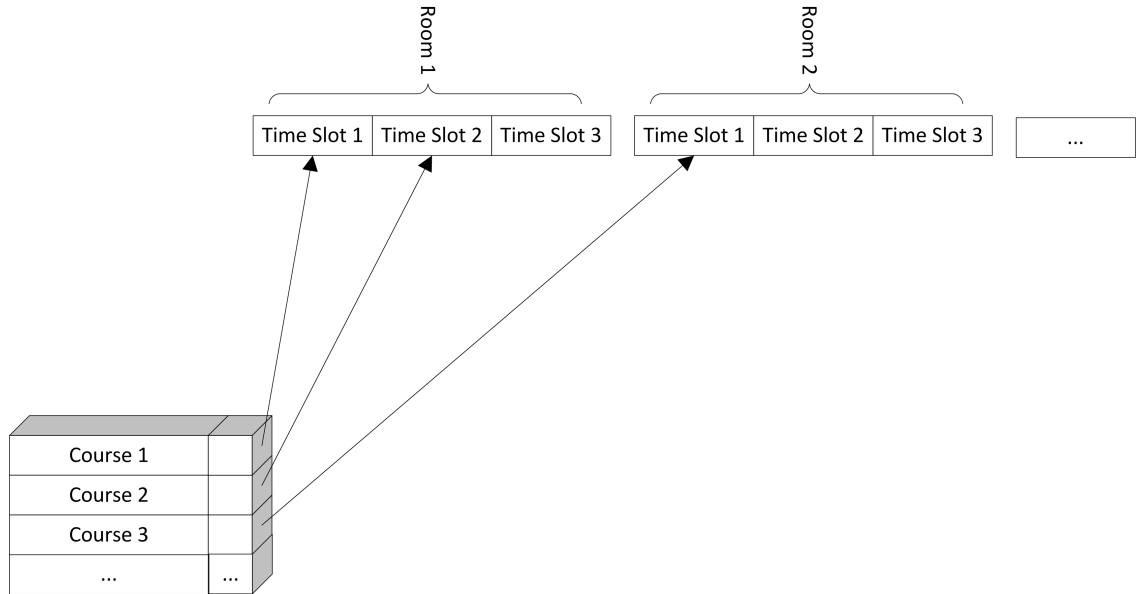 Room 1
Room 2
Time Slot 1 Time Slot 2 Time Slot 3 Time Slot 1 Time Slot 2 Time Slot 3 ...
Course 1
Course 2
Course 3
... ...